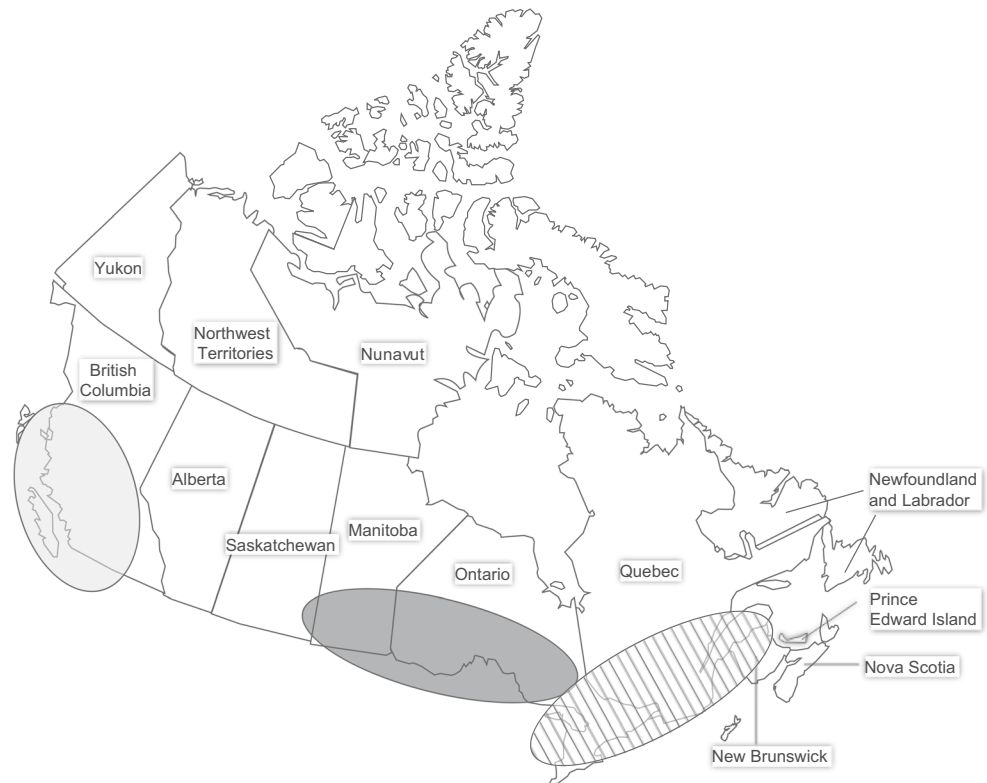 Yukon
Northwest
Territories
Nunavut
British
Columbia
Alberta
Saskatchewan
Manitoba
Ontario
Quebec
Newfoundland
and Labrador
Prince
Edward Island
Nova Scotia
New Brunswick